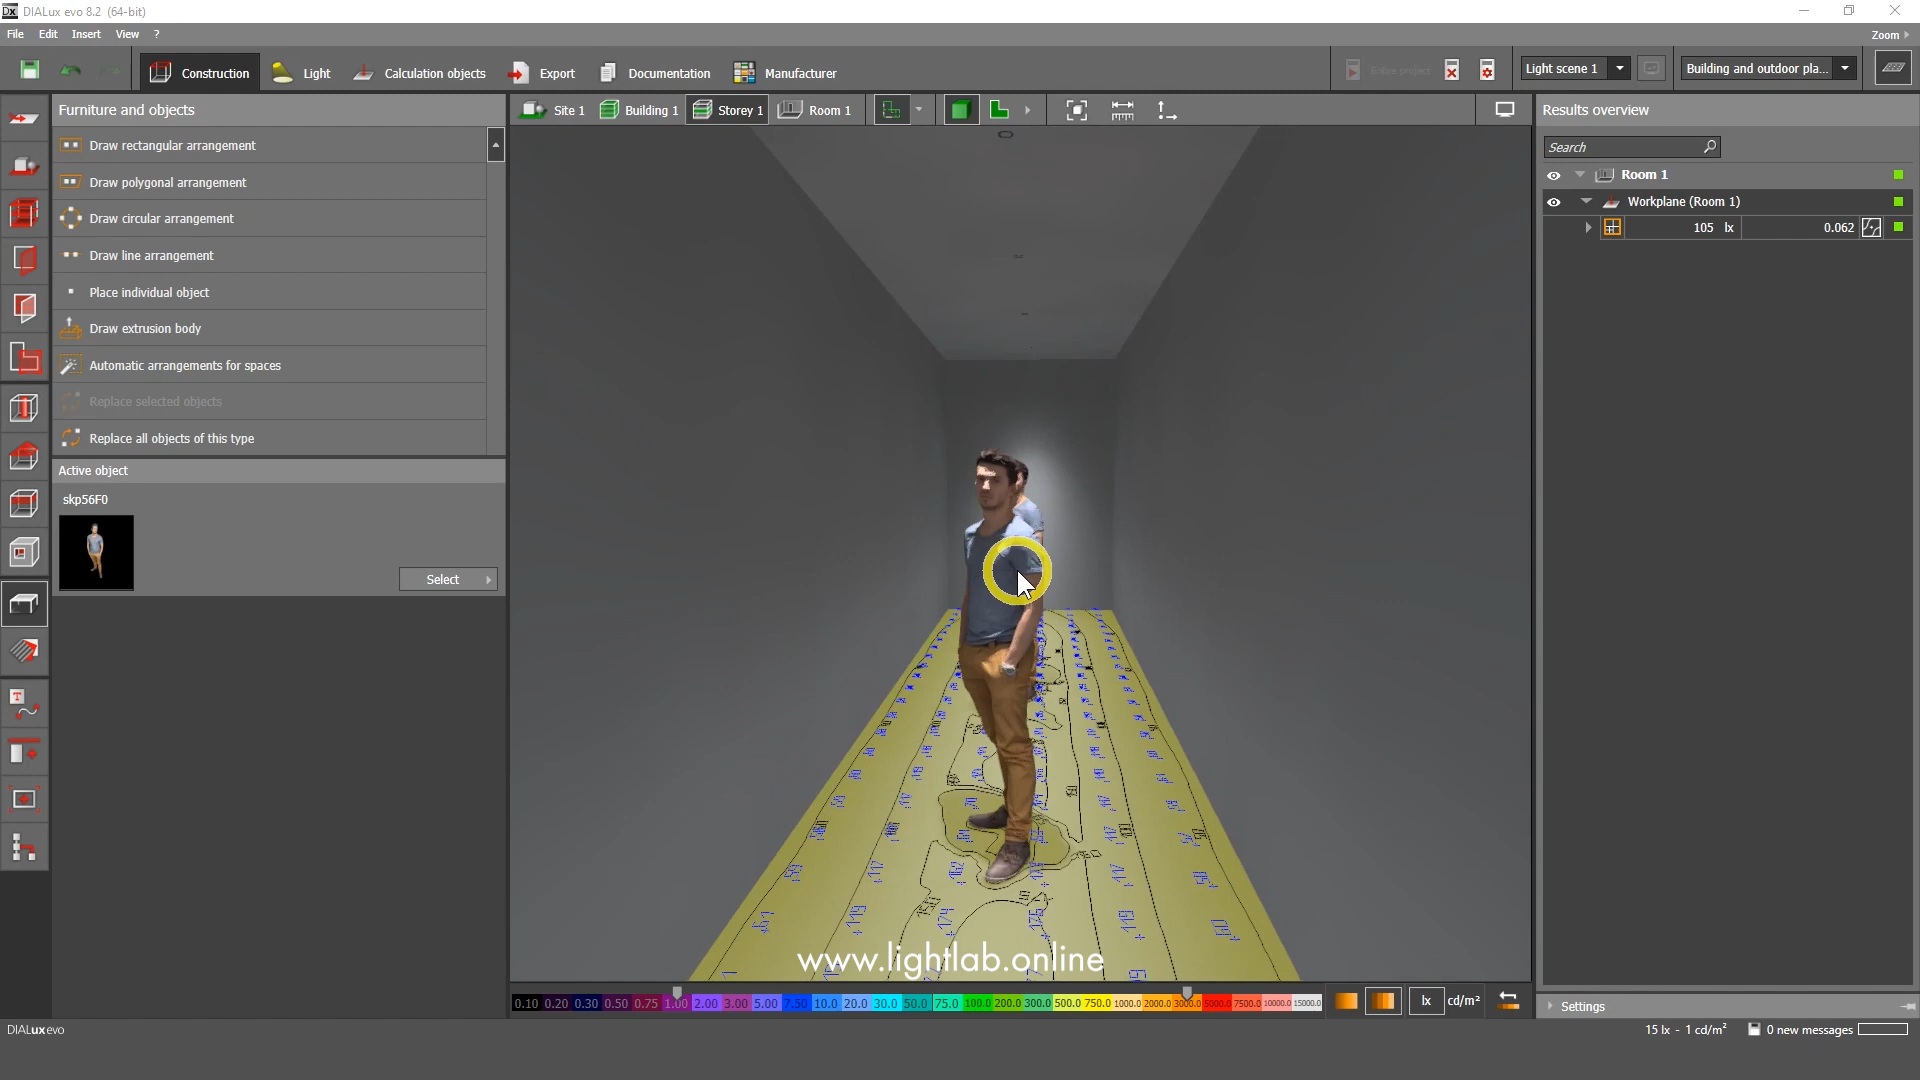 DIALux evo 8.2 (64-bit)
File Edit Insert View ?
Zoom
Construction Light Calculation objects Export Documentation Manufacturer
Entire project
Light scene 1
Building and outdoor pla...
Furniture and objects
Site 1 Building 1 Storey 1 Room 1
Results overview
Draw rectangular arrangement
Draw polygonal arrangement
Draw circular arrangement
Draw line arrangement
Place individual object
Draw extrusion body
Automatic arrangements for spaces
Replace selected objects
Replace all objects of this type
Active object
skp56F0
Select
Search
Room 1
Workplane (Room 1)
105 lx 0.062
www.lightlab.online
0.10 0.20 0.30 0.50 0.75 1.00 2.00 3.00 5.00 7.50 10.0 20.0 30.0 50.0 75.0 100.0 200.0 300.0 500.0 750.0 1000.0 2000.0 3000.0 5000.0 7500.0 10000.0 15000.0
lx cd/m²
Settings
DIALux evo
15 lx - 1 cd/m²
0 new messages